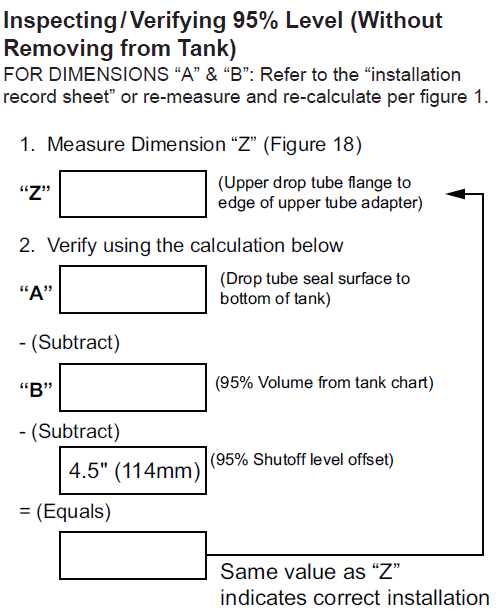 Inspecting/Verifying 95% Level (Without
Removing from Tank)
FOR DIMENSIONS “A” & “B”: Refer to the “installation
record sheet” or re-measure and re-calculate per figure 1.
1. Measure Dimension “Z” (Figure 18)
“Z”
(Upper drop tube flange to
edge of upper tube adapter)
2. Verify using the calculation below
“A”
(Drop tube seal surface to
bottom of tank)
- (Subtract)
“B”
(95% Volume from tank chart)
- (Subtract)
4.5" (114mm)
(95% Shutoff level offset)
= (Equals)
Same value as “Z”
indicates correct installation